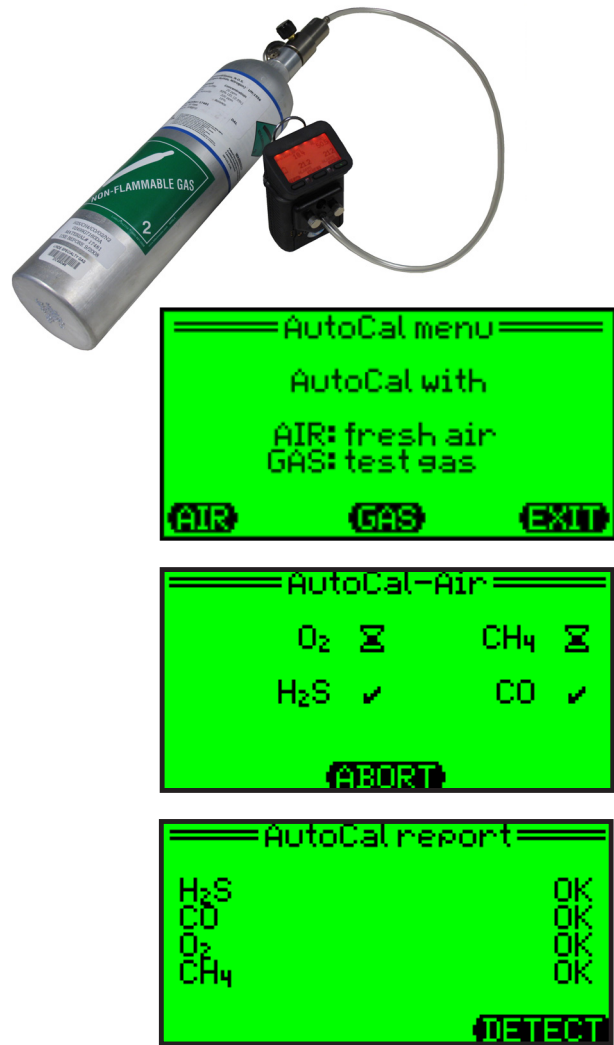 NON-FLAMMABLE GAS
2
AutoCal menu
AutoCal with
AIR: fresh air
GAS: test gas
AIR GAS EXIT
AutoCal-Air
O₂ CH₄
H₂S ✓ CO ✓
ABORT
AutoCal report
H₂S OK
CO OK
O₂ OK
CH₄ OK
DETECT